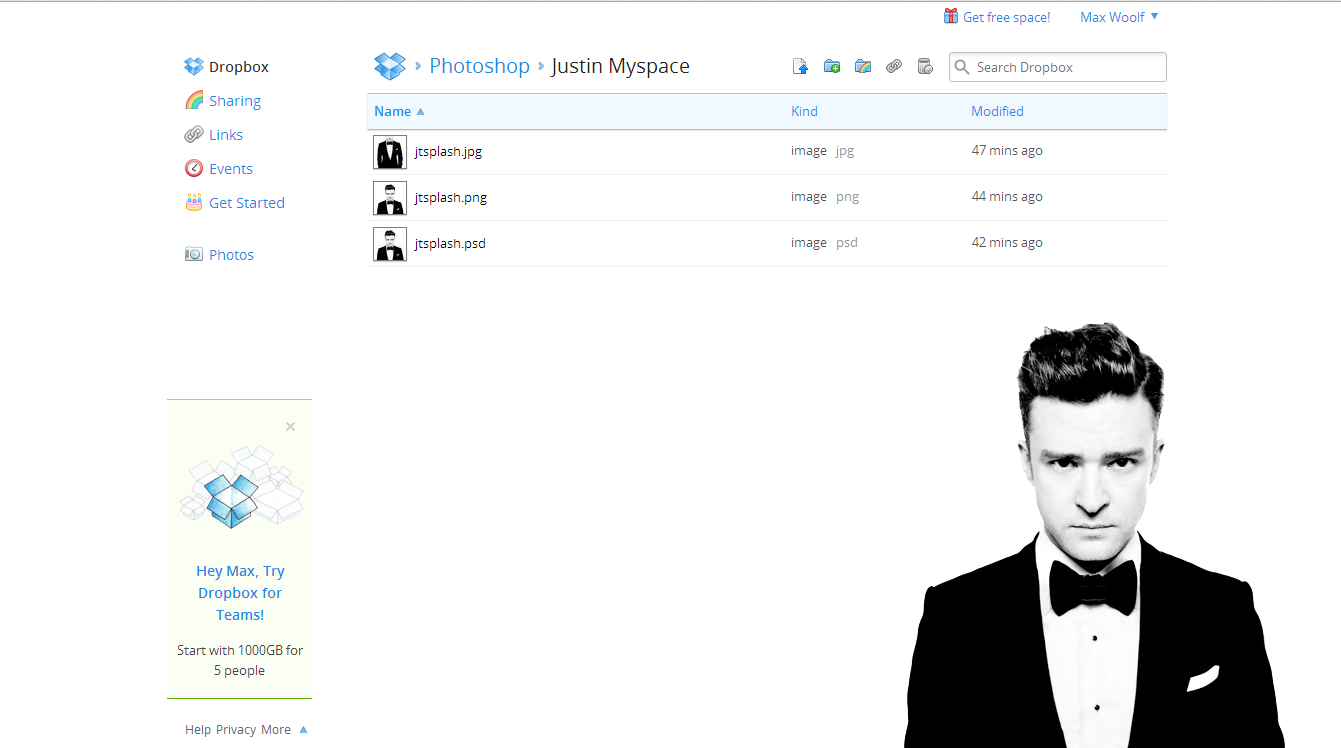 Get free space! Max Woolf
Dropbox
Sharing
Links
Events
Get Started
Photos
Photoshop Justin Myspace
Search Dropbox
Name Kind Modified
jtsplash.jpg image jpg 47 mins ago
jtsplash.png image png 44 mins ago
jtsplash.psd image psd 42 mins ago
Hey Max, Try
Dropbox for
Teams!
Start with 1000GB for
5 people
Help Privacy More